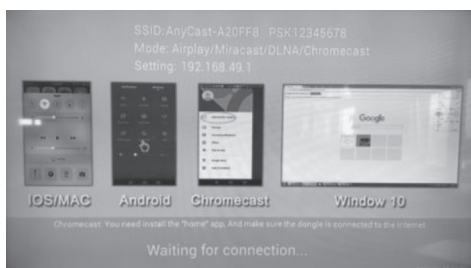 SSID:AnyCast-A20FF8 PSK12345678
Mode: Airplay/Miracast/DLNA/Chromecast
Setting: 192.168.49.1
Google
IOS/MAC Android Chromecast Window 10
Chromecast: You need install the "home" app, And make sure the dongle is connected to the internet
Waiting for connection...